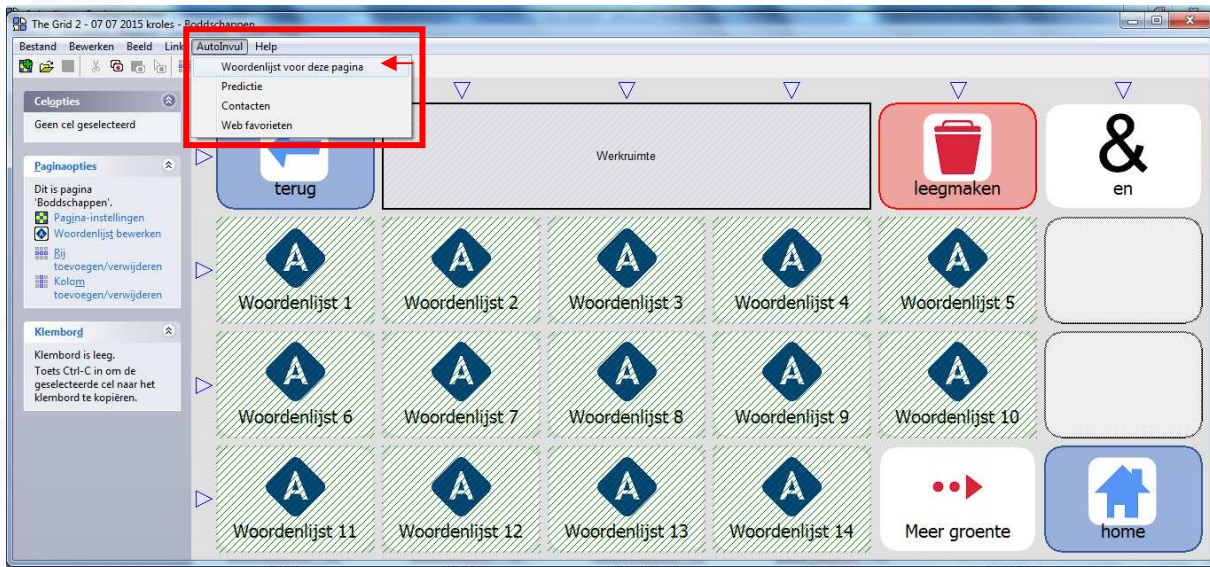 The Grid 2 - 07 07 2015 kroles - Boddschappen
Bestand Bewerken Beeld Link AutoInvul Help
Woordenlijst voor deze pagina
Predictie
Contacten
Web favorieten
Celopties
Geen cel geselecteerd
Paginaopties
Dit is pagina
'Boddschappen'.
Pagina-instellingen
Woordenlijst bewerken
Rij
toevoegen/verwijderen
Kolom
toevoegen/verwijderen
Klembord
Klembord is leeg.
Toets Ctrl-C in om de
geselecteerde cel naar het
klembord te kopiëren.
terug
Werkruimte
leegmaken
&
en
A A A A A
Woordenlijst 1 Woordenlijst 2 Woordenlijst 3 Woordenlijst 4 Woordenlijst 5
A A A A A
Woordenlijst 6 Woordenlijst 7 Woordenlijst 8 Woordenlijst 9 Woordenlijst 10
A A A A
Woordenlijst 11 Woordenlijst 12 Woordenlijst 13 Woordenlijst 14 Meer groente home